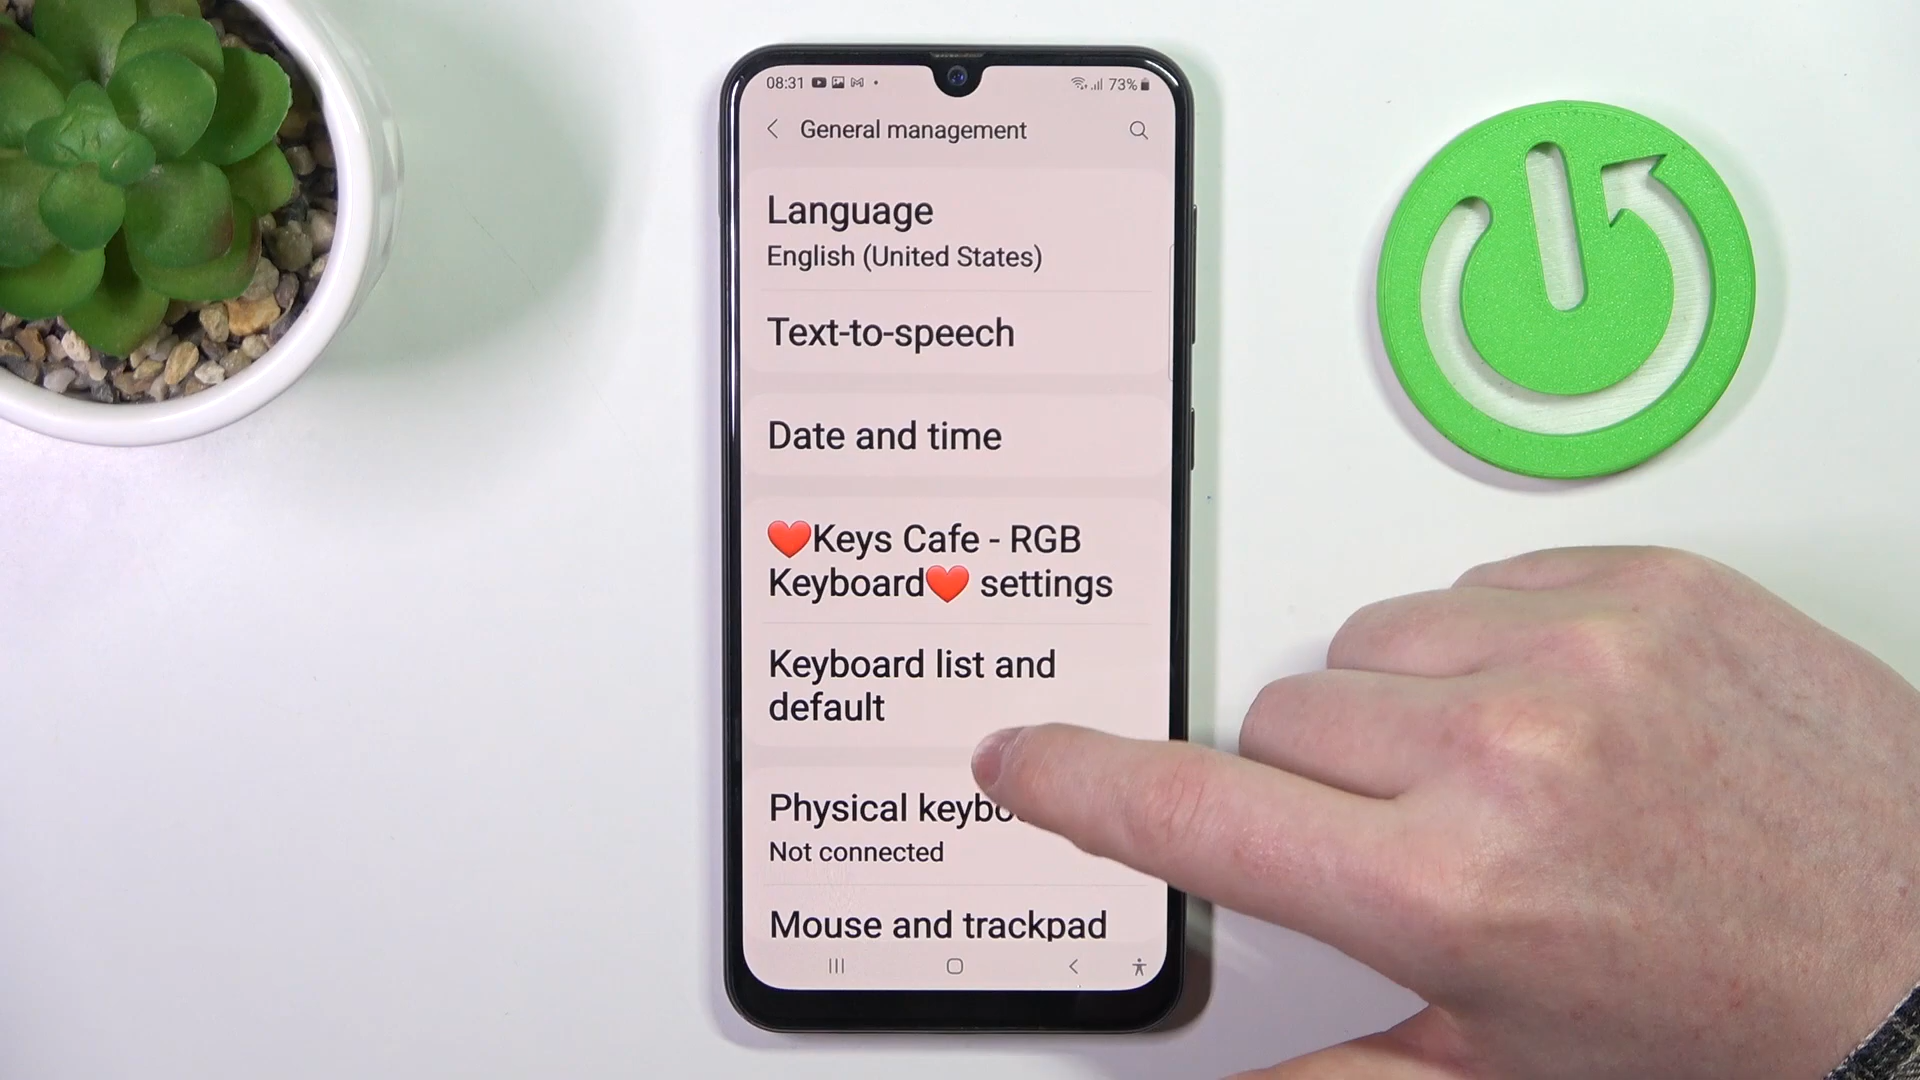 08:31 73%
General management
Language
English (United States)
Text-to-speech
Date and time
❤️Keys Cafe - RGB
Keyboard❤️ settings
Keyboard list and
default
Physical keybo
Not connected
Mouse and trackpad